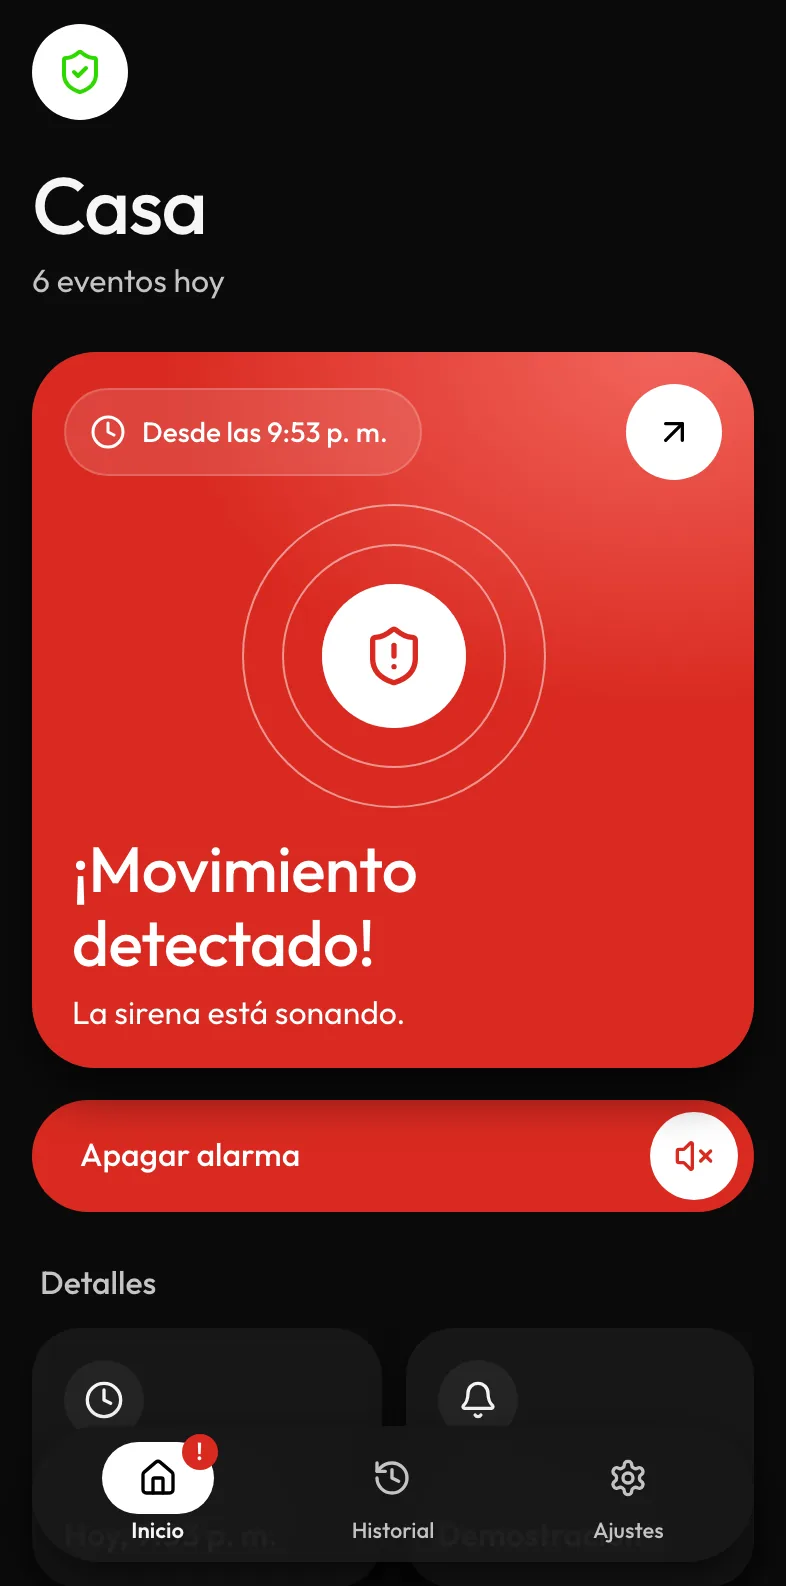 Casa
6 eventos hoy
Desde las 9:53 p. m.
¡Movimiento
detectado!
La sirena está sonando.
Apagar alarma
Detalles
!
Inicio
Historial
Ajustes